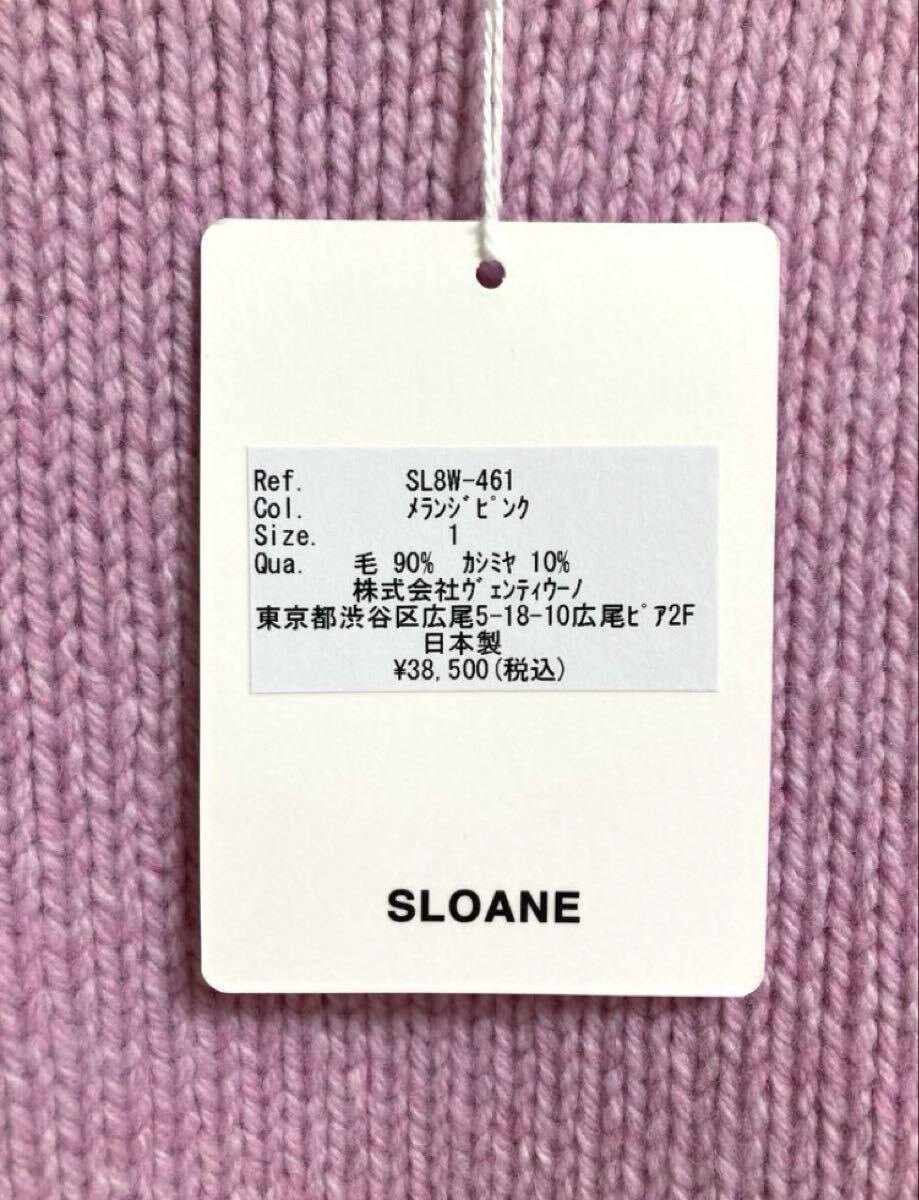 Ref. SL8W-461
Col. ﾒﾗﾝｼﾞﾋﾟﾝｸ
Size. 1
Qua. 毛 90% ｶｼﾐﾔ 10%
株式会社ｳﾞｪﾝﾃｨｳｰﾉ
東京都渋谷区広尾5-18-10広尾ﾋﾟｱ2F
日本製
¥38,500(税込)
SLOANE